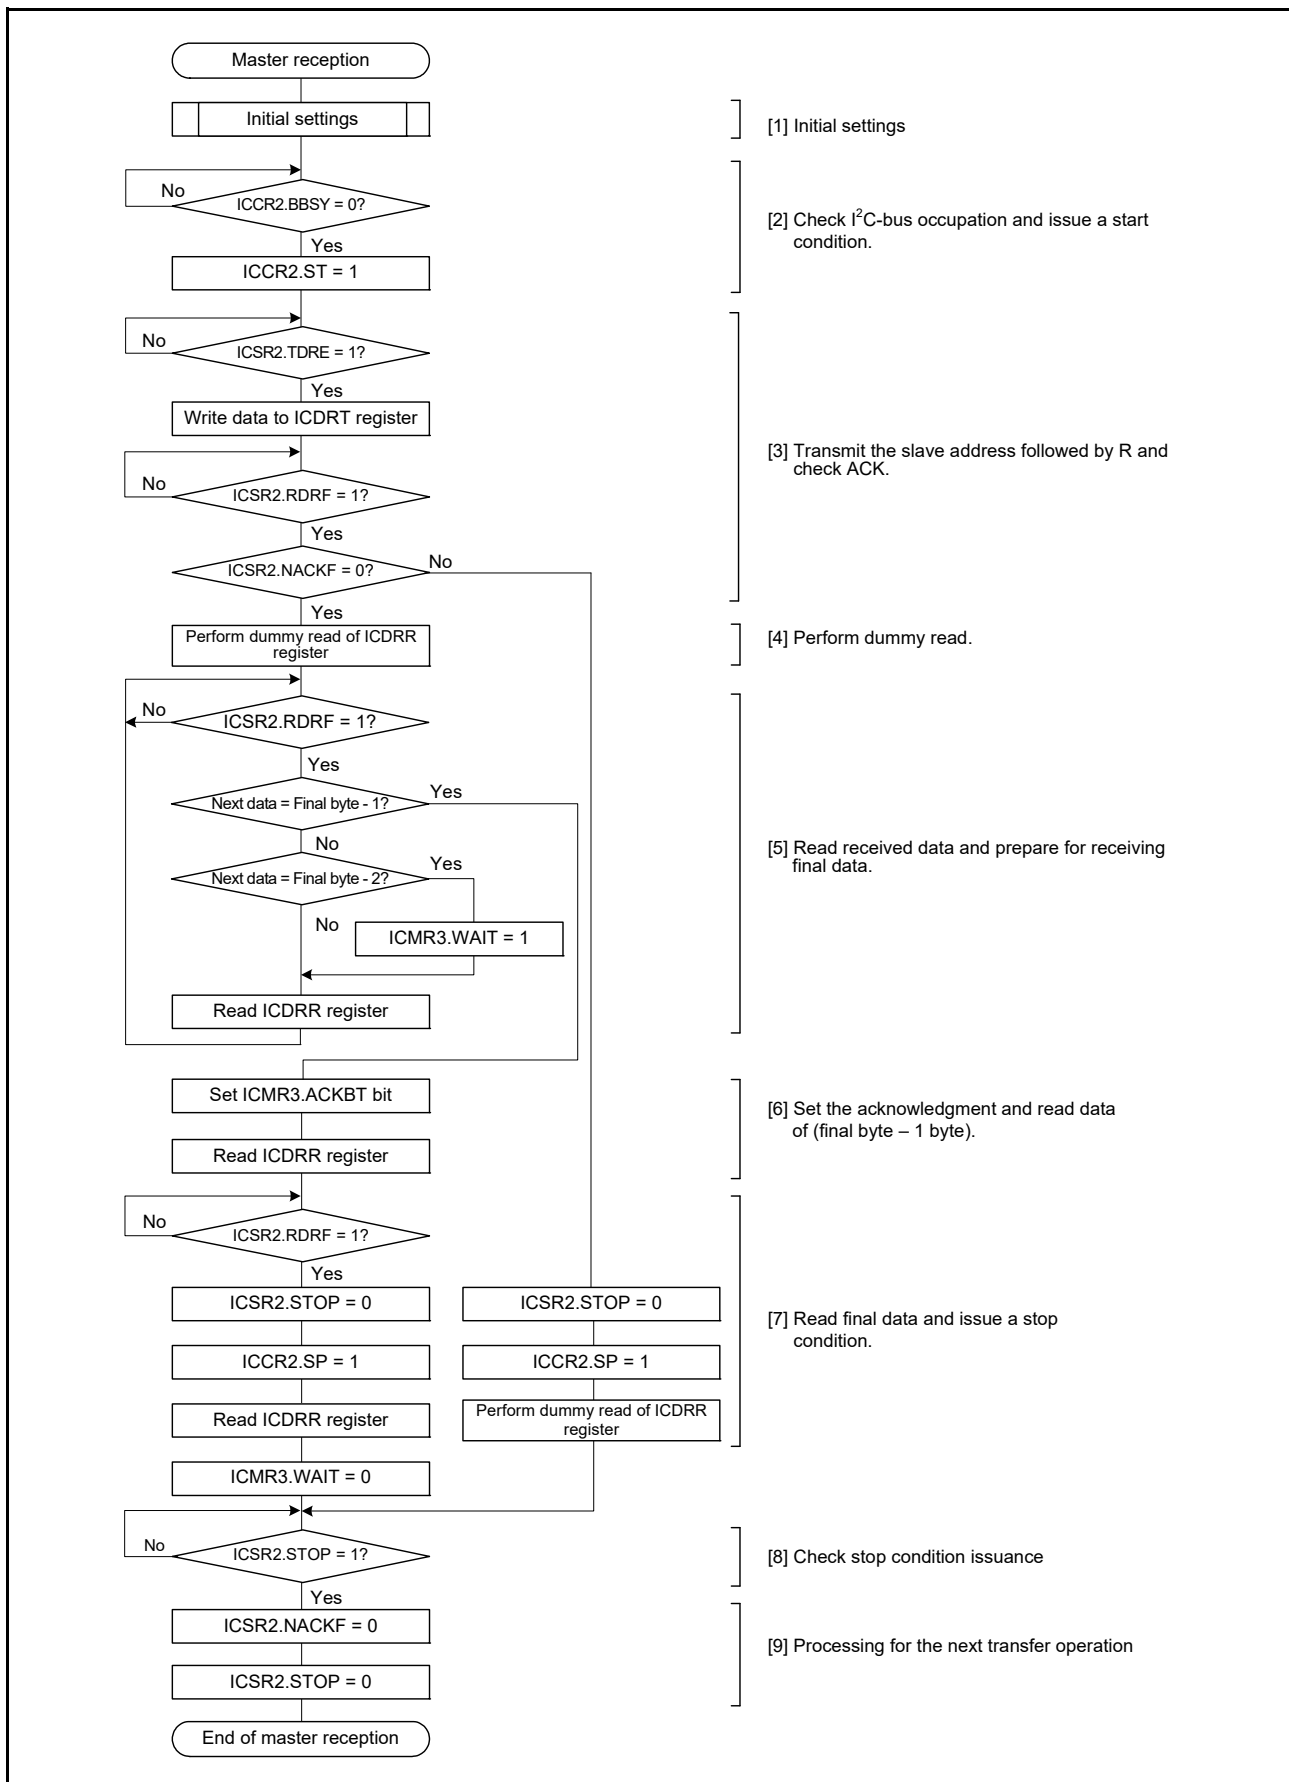 Master reception
Initial settings
[1] Initial settings
No
ICCR2.BBSY = 0?
Yes
ICCR2.ST = 1
[2] Check I²C-bus occupation and issue a start
condition.
No
ICSR2.TDRE = 1?
Yes
Write data to ICDRT register
No
ICSR2.RDRF = 1?
Yes
ICSR2.NACKF = 0?
No
Yes
[3] Transmit the slave address followed by R and
check ACK.
Perform dummy read of ICDRR
register
[4] Perform dummy read.
No
ICSR2.RDRF = 1?
Yes
Next data = Final byte - 1?
Yes
No
Next data = Final byte - 2?
Yes
No
ICMR3.WAIT = 1
Read ICDRR register
[5] Read received data and prepare for receiving
final data.
Set ICMR3.ACKBT bit
Read ICDRR register
[6] Set the acknowledgment and read data
of (final byte – 1 byte).
No
ICSR2.RDRF = 1?
Yes
ICSR2.STOP = 0
ICCR2.SP = 1
Read ICDRR register
ICMR3.WAIT = 0
ICSR2.STOP = 0
ICCR2.SP = 1
Perform dummy read of ICDRR
register
[7] Read final data and issue a stop
condition.
No
ICSR2.STOP = 1?
Yes
[8] Check stop condition issuance
ICSR2.NACKF = 0
ICSR2.STOP = 0
[9] Processing for the next transfer operation
End of master reception